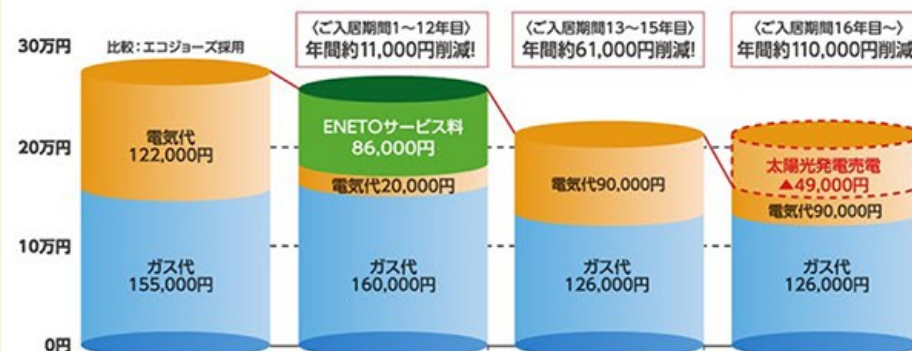 30万円
20万円
10万円
0円
比較：エコジョーズ採用
電気代
122,000円
ガス代
155,000円
〈ご入居期間1～12年目〉
年間約11,000円削減!
ENETOサービス料
86,000円
電気代20,000円
ガス代
160,000円
〈ご入居期間13～15年目〉
年間約61,000円削減!
電気代90,000円
ガス代
126,000円
〈ご入居期間16年目～〉
年間約110,000円削減
太陽光発電売電
▲49,000円
電気代90,000円
ガス代
126,000円